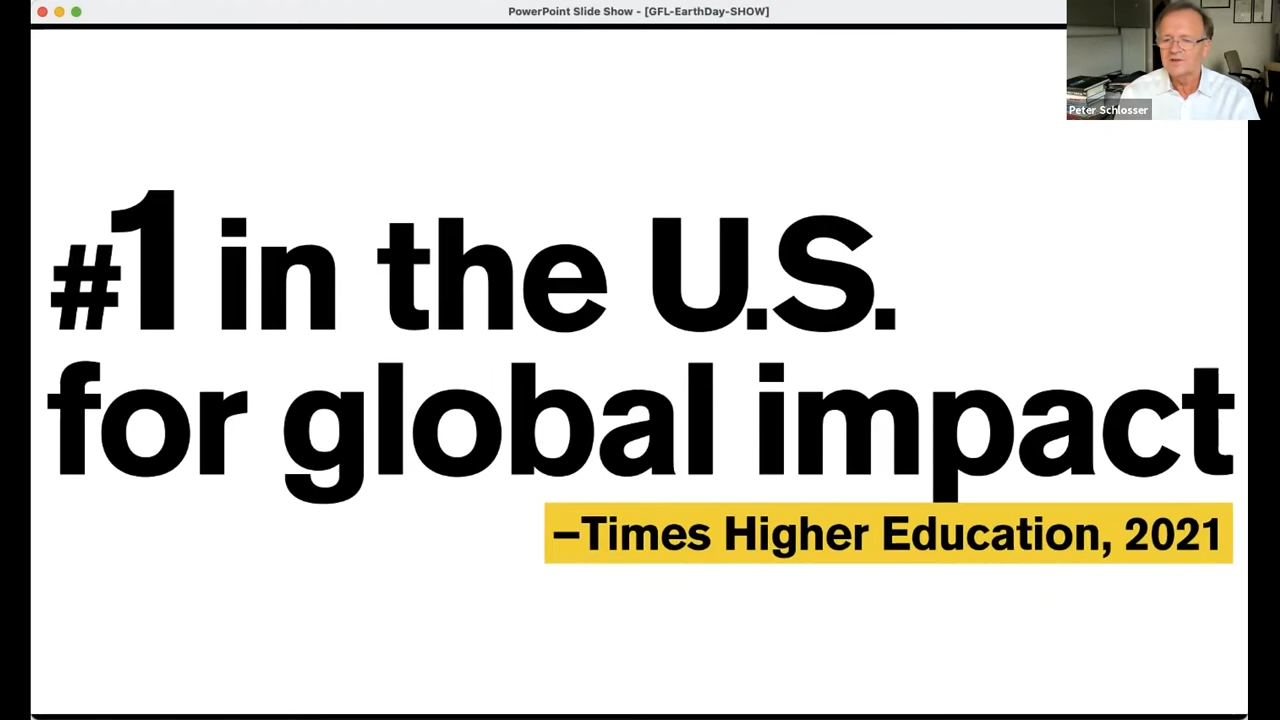 PowerPoint Slide Show - [GFL-EarthDay-SHOW]
Peter Schlosser
#1 in the U.S.
for global impact
–Times Higher Education, 2021